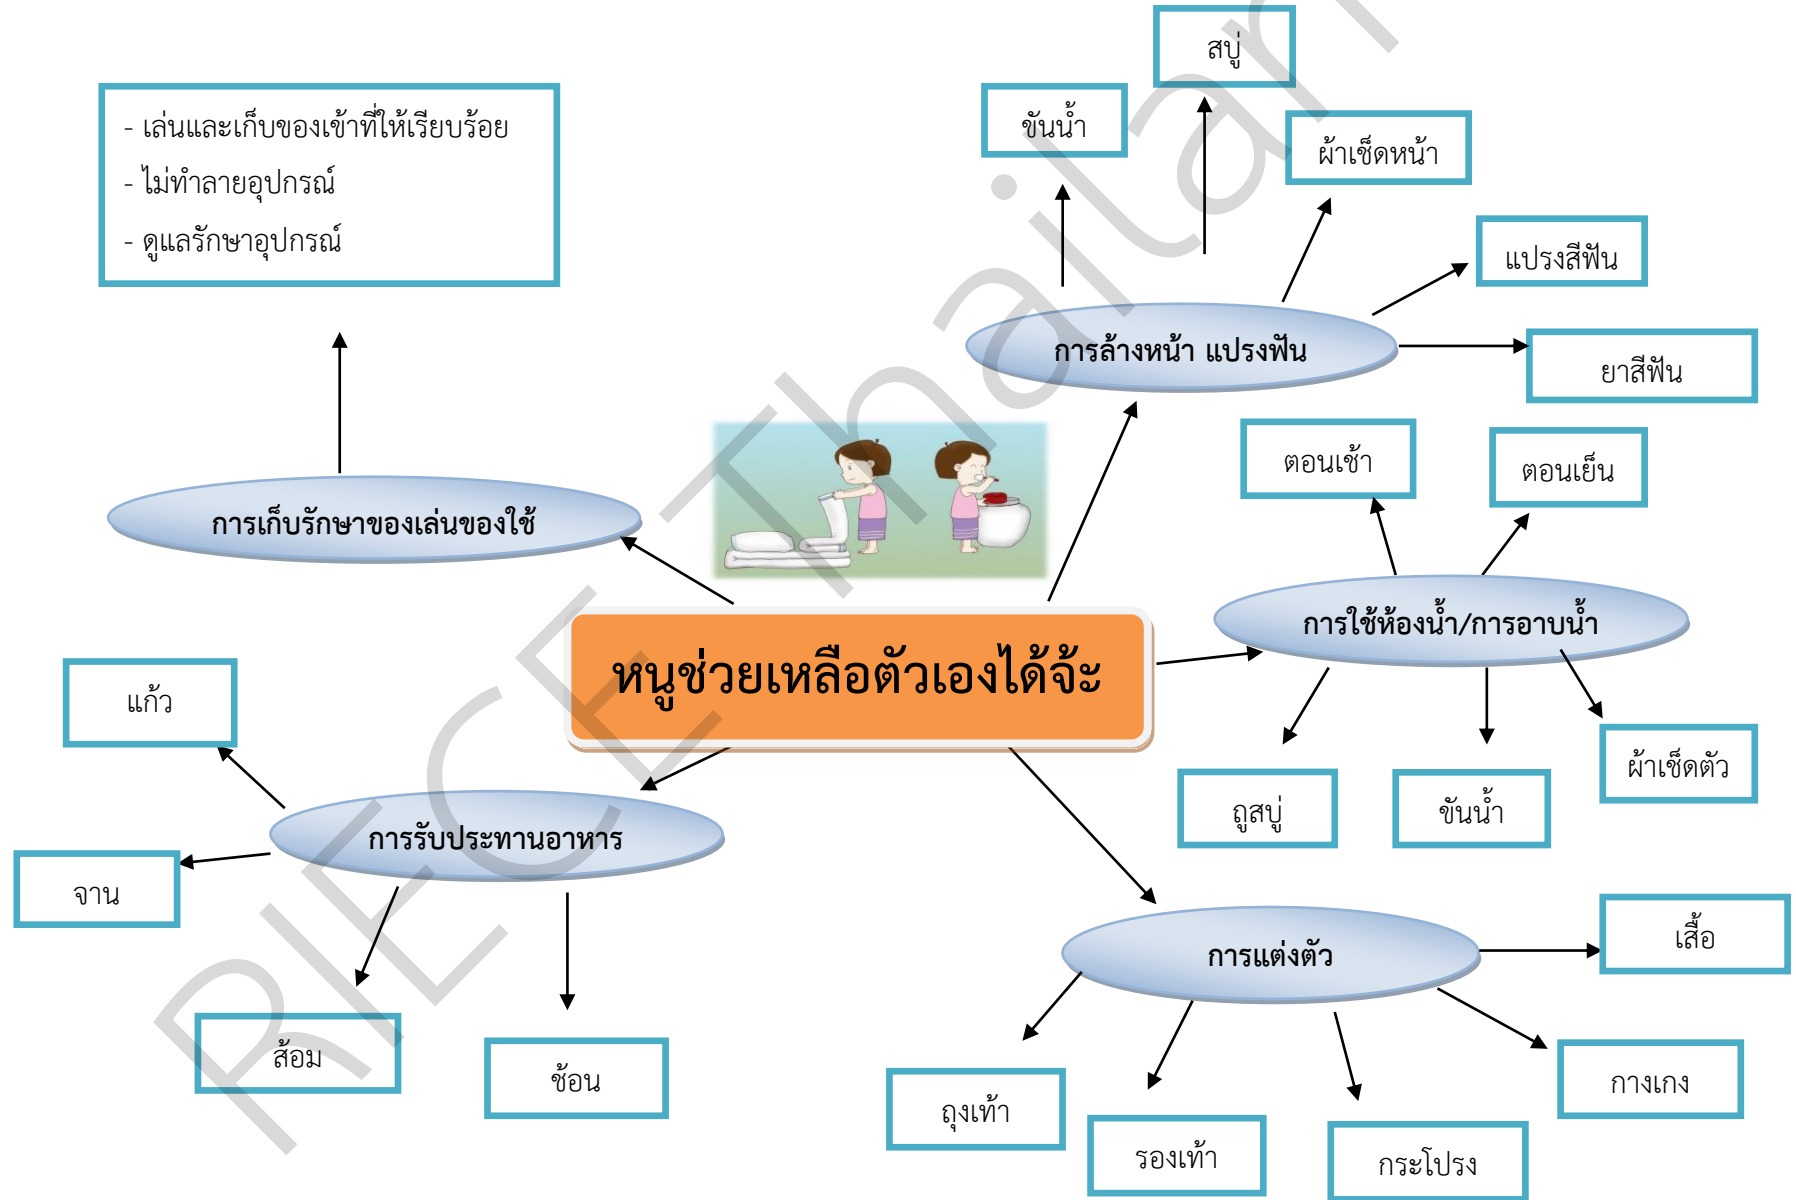 สบู่
ขันน้ำ
ผ้าเช็ดหน้า
แปรงสีฟัน
ยาสีฟัน
การล้างหน้า แปรงฟัน
- เล่นและเก็บของเข้าที่ให้เรียบร้อย
- ไม่ทำลายอุปกรณ์
- ดูแลรักษาอุปกรณ์
การเก็บรักษาของเล่นของใช้
ตอนเช้า
ตอนเย็น
การใช้ห้องน้ำ/การอาบน้ำ
ถูสบู่
ขันน้ำ
ผ้าเช็ดตัว
หนูช่วยเหลือตัวเองได้จ้ะ
แก้ว
การรับประทานอาหาร
จาน
ส้อม
ช้อน
การแต่งตัว
เสื้อ
กางเกง
ถุงเท้า
รองเท้า
กระโปรง
RIECE Thailan